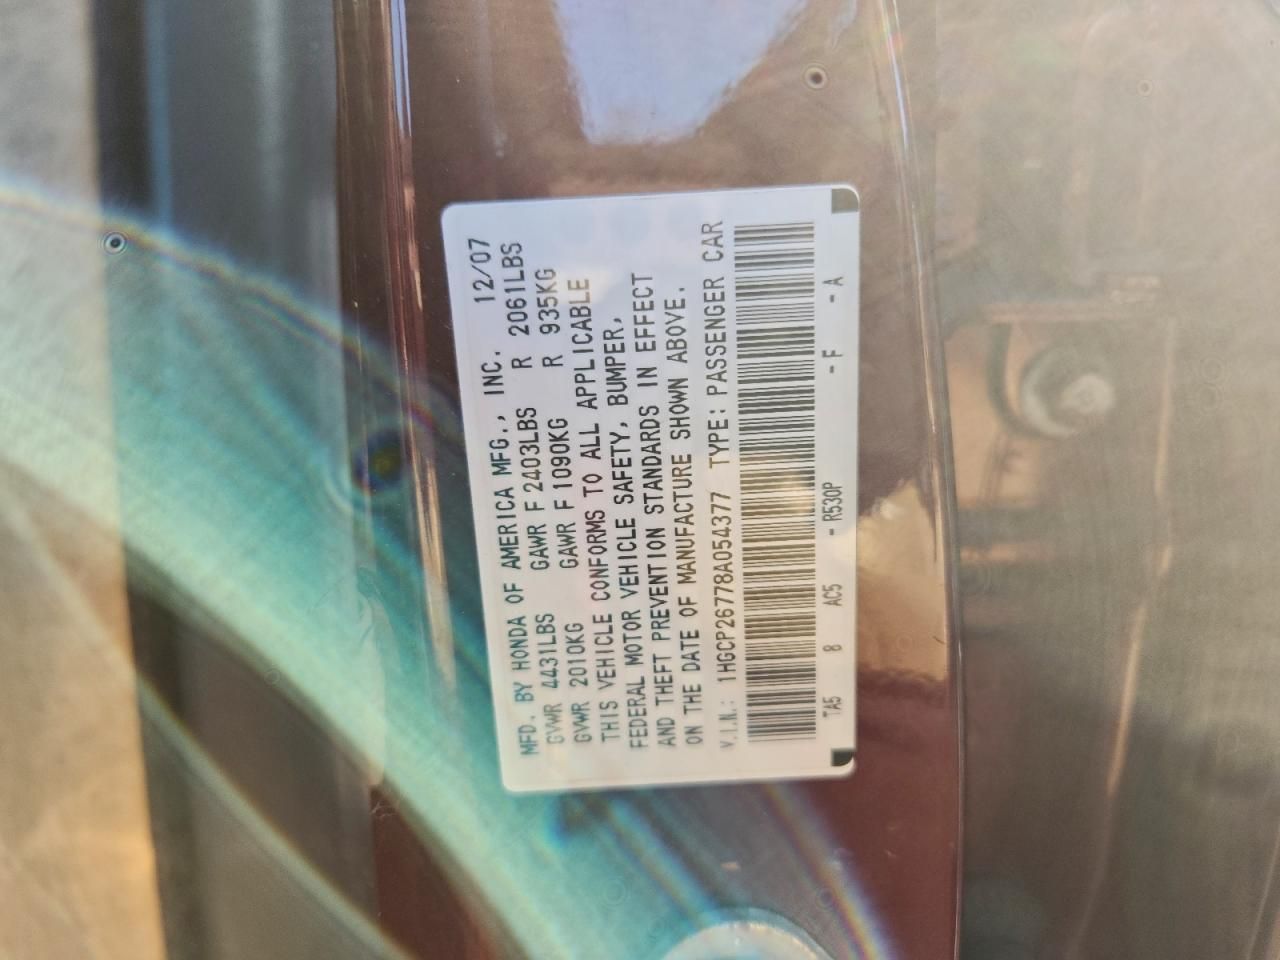 MFD. BY HONDA OF AMERICA MFG., INC. 12/07
GVWR 4431LBS GAWR F 2403LBS R 2061LBS
GVWR 2010KG GAWR F 1090KG R 935KG
THIS VEHICLE CONFORMS TO ALL APPLICABLE
FEDERAL MOTOR VEHICLE SAFETY, BUMPER,
AND THEFT PREVENTION STANDARDS IN EFFECT
ON THE DATE OF MANUFACTURE SHOWN ABOVE.
V.I.N.: 1HGCP26778A054377 TYPE: PASSENGER CAR
TA5 8 AC5 - R530P - F - A